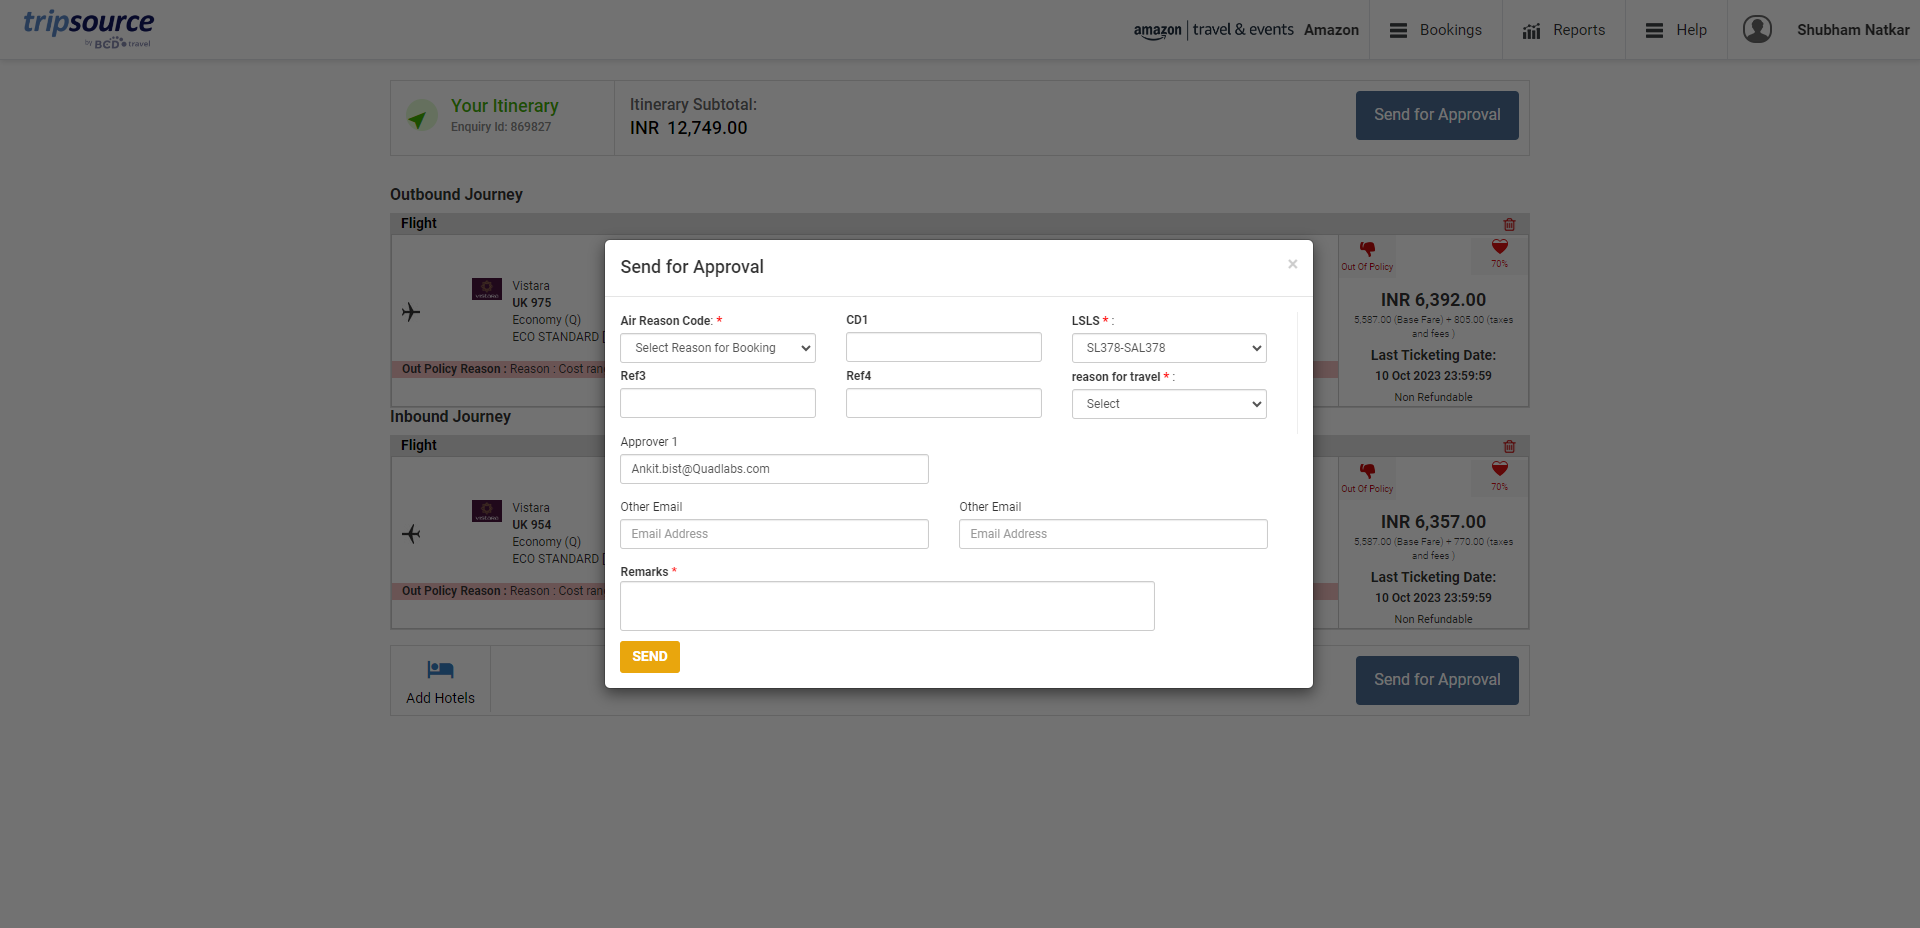 tripsource
by BCD travel
amazon travel & events Amazon
Bookings
Reports
Help
Shubham Natkar
Your Itinerary
Enquiry Id: 869827
Itinerary Subtotal:
INR 12,749.00
Send for Approval
Outbound Journey
Flight
Vistara
UK 975
Economy (Q)
ECO STANDARD
Out Policy Reason : Reason : Cost
Out Of Policy
70%
INR 6,392.00
5,587.00 (Base Fare) + 805.00 (taxes
and fees )
Last Ticketing Date:
10 Oct 2023 23:59:59
Non Refundable
Inbound Journey
Flight
vistara
Vistara
UK 954
Economy (Q)
ECO STANDARD
Out Policy Reason : Reason : Cost
Out Of Policy
70%
INR 6,357.00
5,587.00 (Base Fare) + 770.00 (taxes
and fees )
Last Ticketing Date:
10 Oct 2023 23:59:59
Non Refundable
Add Hotels
Send for Approval
Send for Approval
×
Air Reason Code: *
Select Reason for Booking
CD1
LSLS * :
SL378-SAL378
Ref3
Ref4
reason for travel * :
Select
Approver 1
Ankit.bist@Quadlabs.com
Other Email
Email Address
Other Email
Email Address
Remarks *
SEND